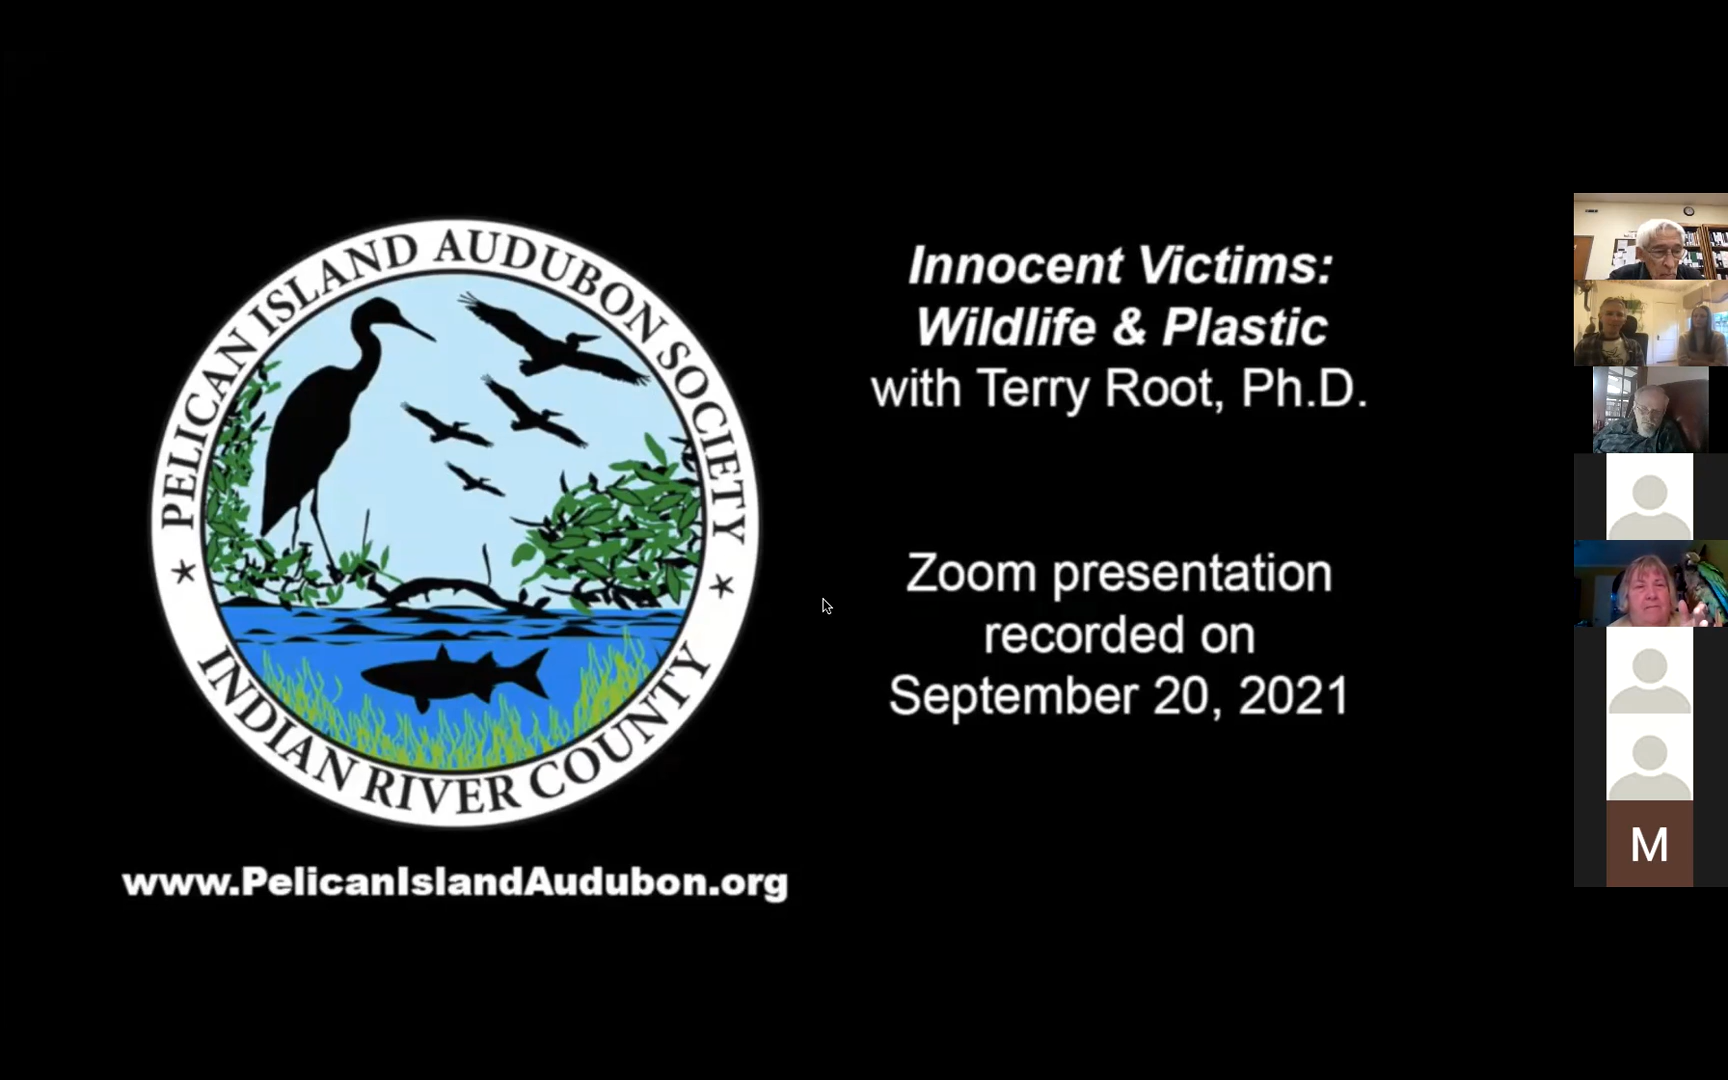 PELICAN ISLAND AUDUBON SOCIETY
INDIAN RIVER COUNTY
www.PelicanIslandAudubon.org
Innocent Victims:
Wildlife & Plastic
with Terry Root, Ph.D.
Zoom presentation
recorded on
September 20, 2021
M